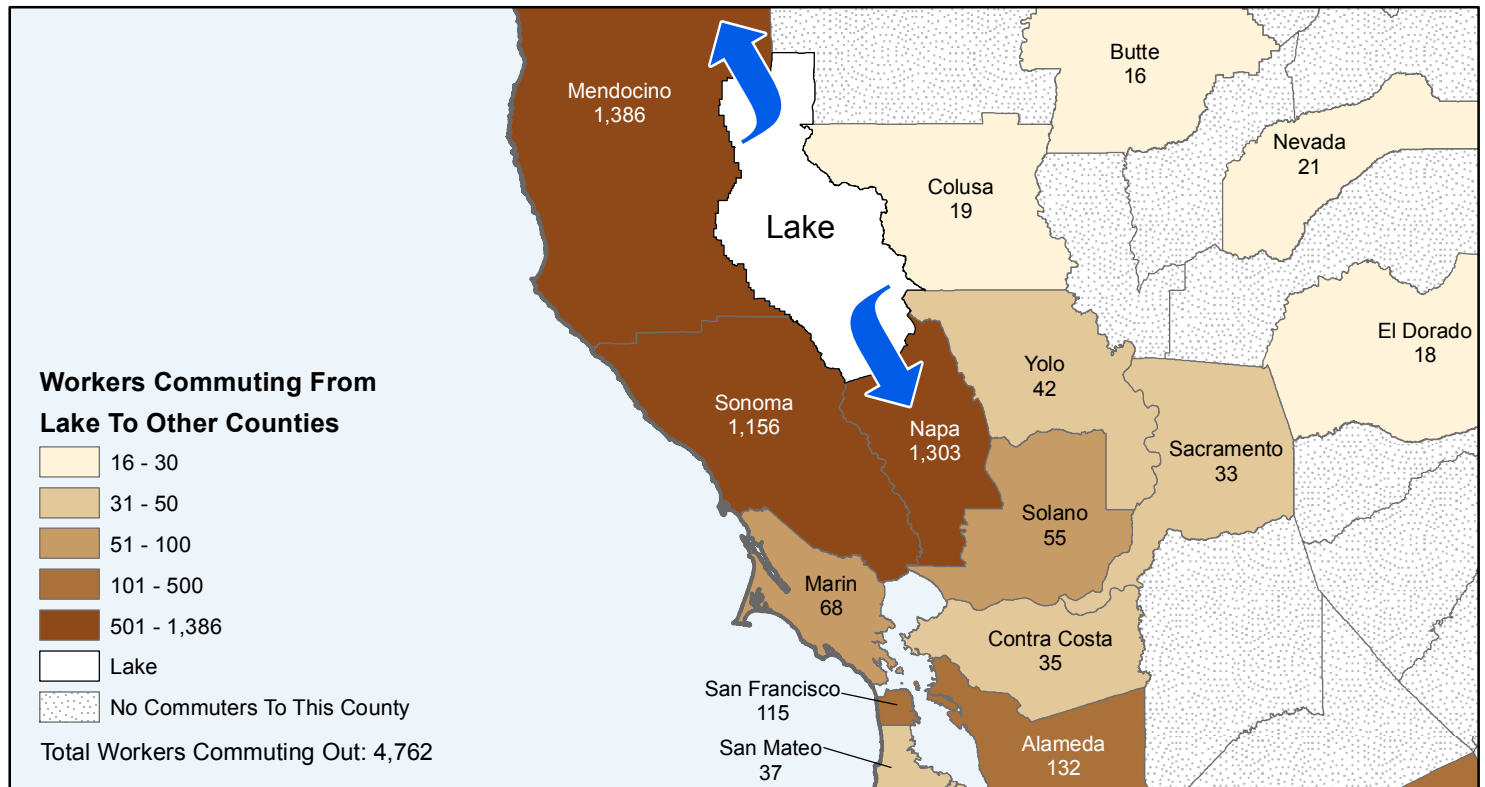 Butte
16
Mendocino
1,386
Nevada
21
Colusa
19
Lake
El Dorado
18
Yolo
42
Sonoma
1,156
Napa
1,303
Sacramento
33
Solano
55
Marin
68
Contra Costa
35
San Francisco
115
Alameda
132
San Mateo
37
Workers Commuting From
Lake To Other Counties
16 - 30
31 - 50
51 - 100
101 - 500
501 - 1,386
Lake
No Commuters To This County
Total Workers Commuting Out: 4,762